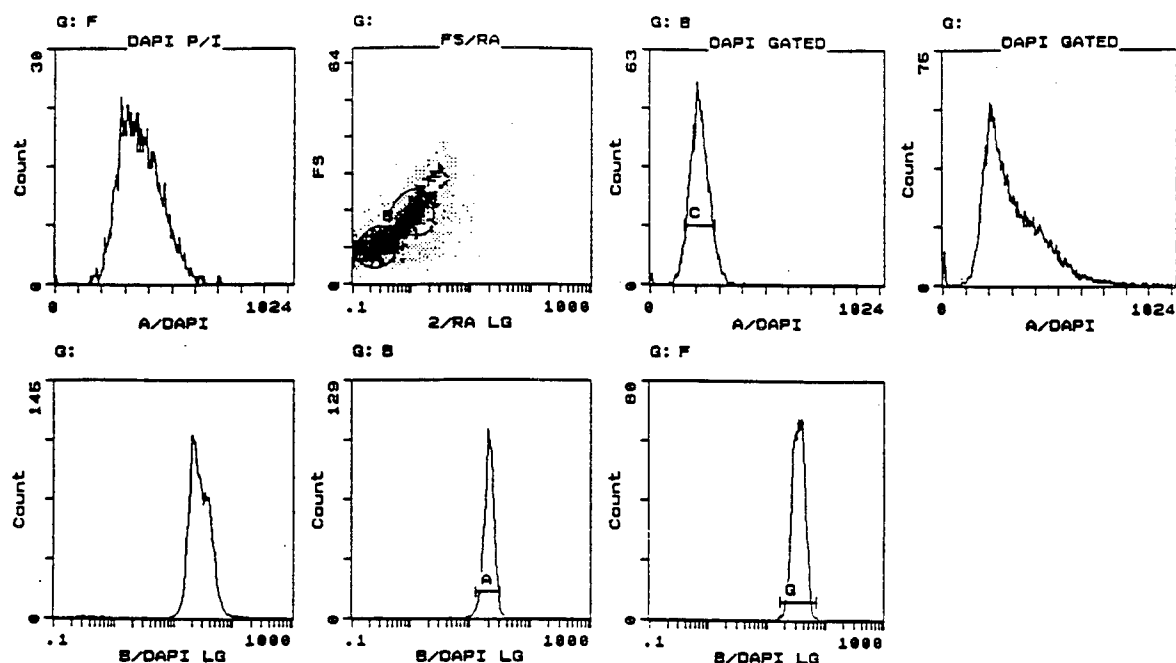 G: F
DAPI P/I
30
Count
0
0 1024
A/DAPI
G:
FS/RA
64
FS
B
0
.1 1000
2/RA LG
G: B
DAPI GATED
63
Count
C
0
0 1024
A/DAPI
G:
DAPI GATED
75
Count
0
0 1024
A/DAPI
G:
145
Count
0
.1 1000
B/DAPI LG
G: B
129
Count
A
0
.1 1000
B/DAPI LG
G: F
80
Count
G
0
.1 1000
B/DAPI LG